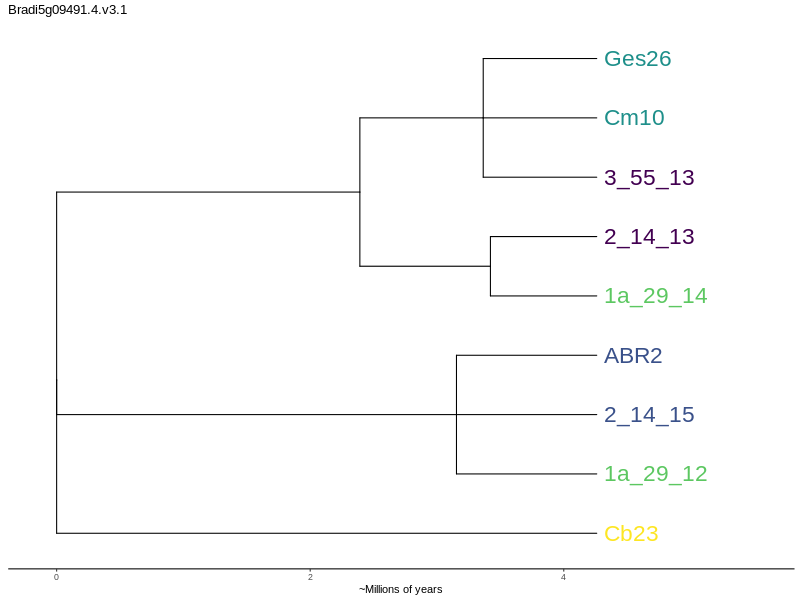 Bradi5g09491.4.v3.1
Ges26
Cm10
3_55_13
2_14_13
1a_29_14
ABR2
2_14_15
1a_29_12
Cb23
0 2 4
~Millions of years